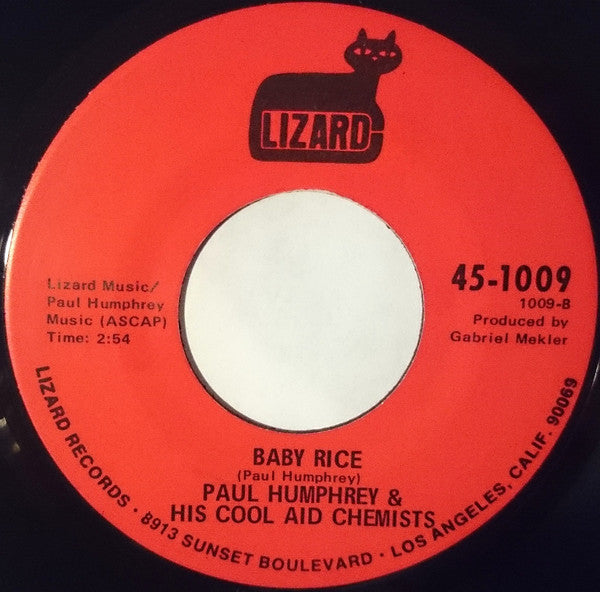 LIZARD
Lizard Music/
Paul Humphrey
Music (ASCAP)
Time: 2:54
45-1009
1009-B
Produced by
Gabriel Mekler
BABY RICE
(Paul Humphrey)
PAUL HUMPHREY &
HIS COOL AID CHEMISTS
LIZARD RECORDS • 8913 SUNSET BOULEVARD • LOS ANGELES, CALIF. 90069